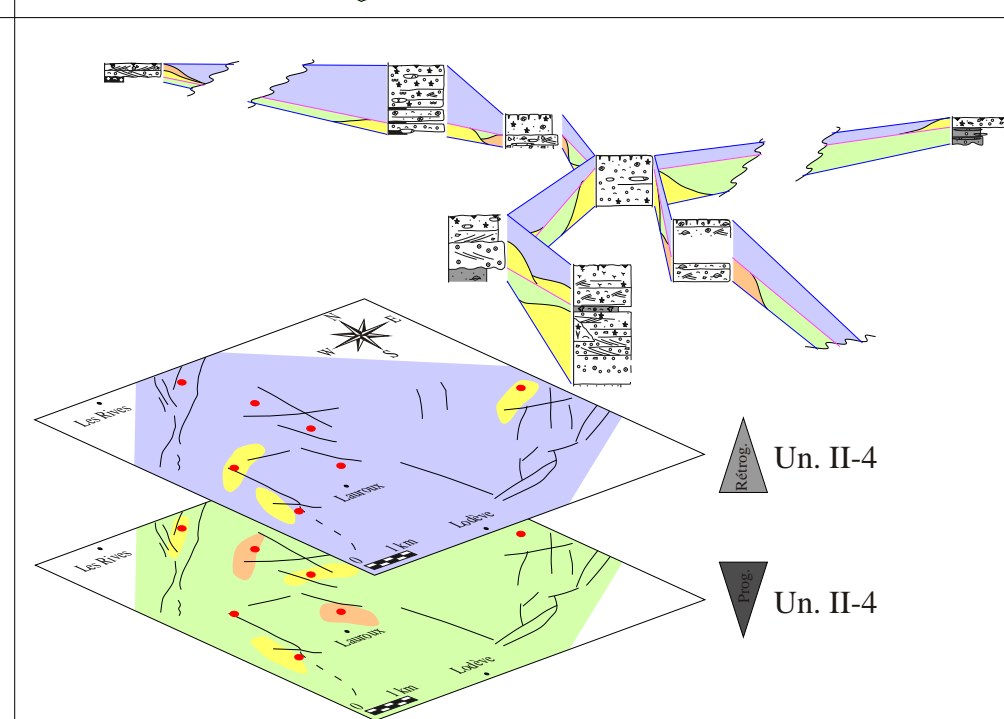 N
E
W
S
Les Rives
Lauroux
Lodève
0
1 km
Rétrog.
Un. II-4
Les Rives
Lauroux
Lodève
0
1 km
Prog.
Un. II-4